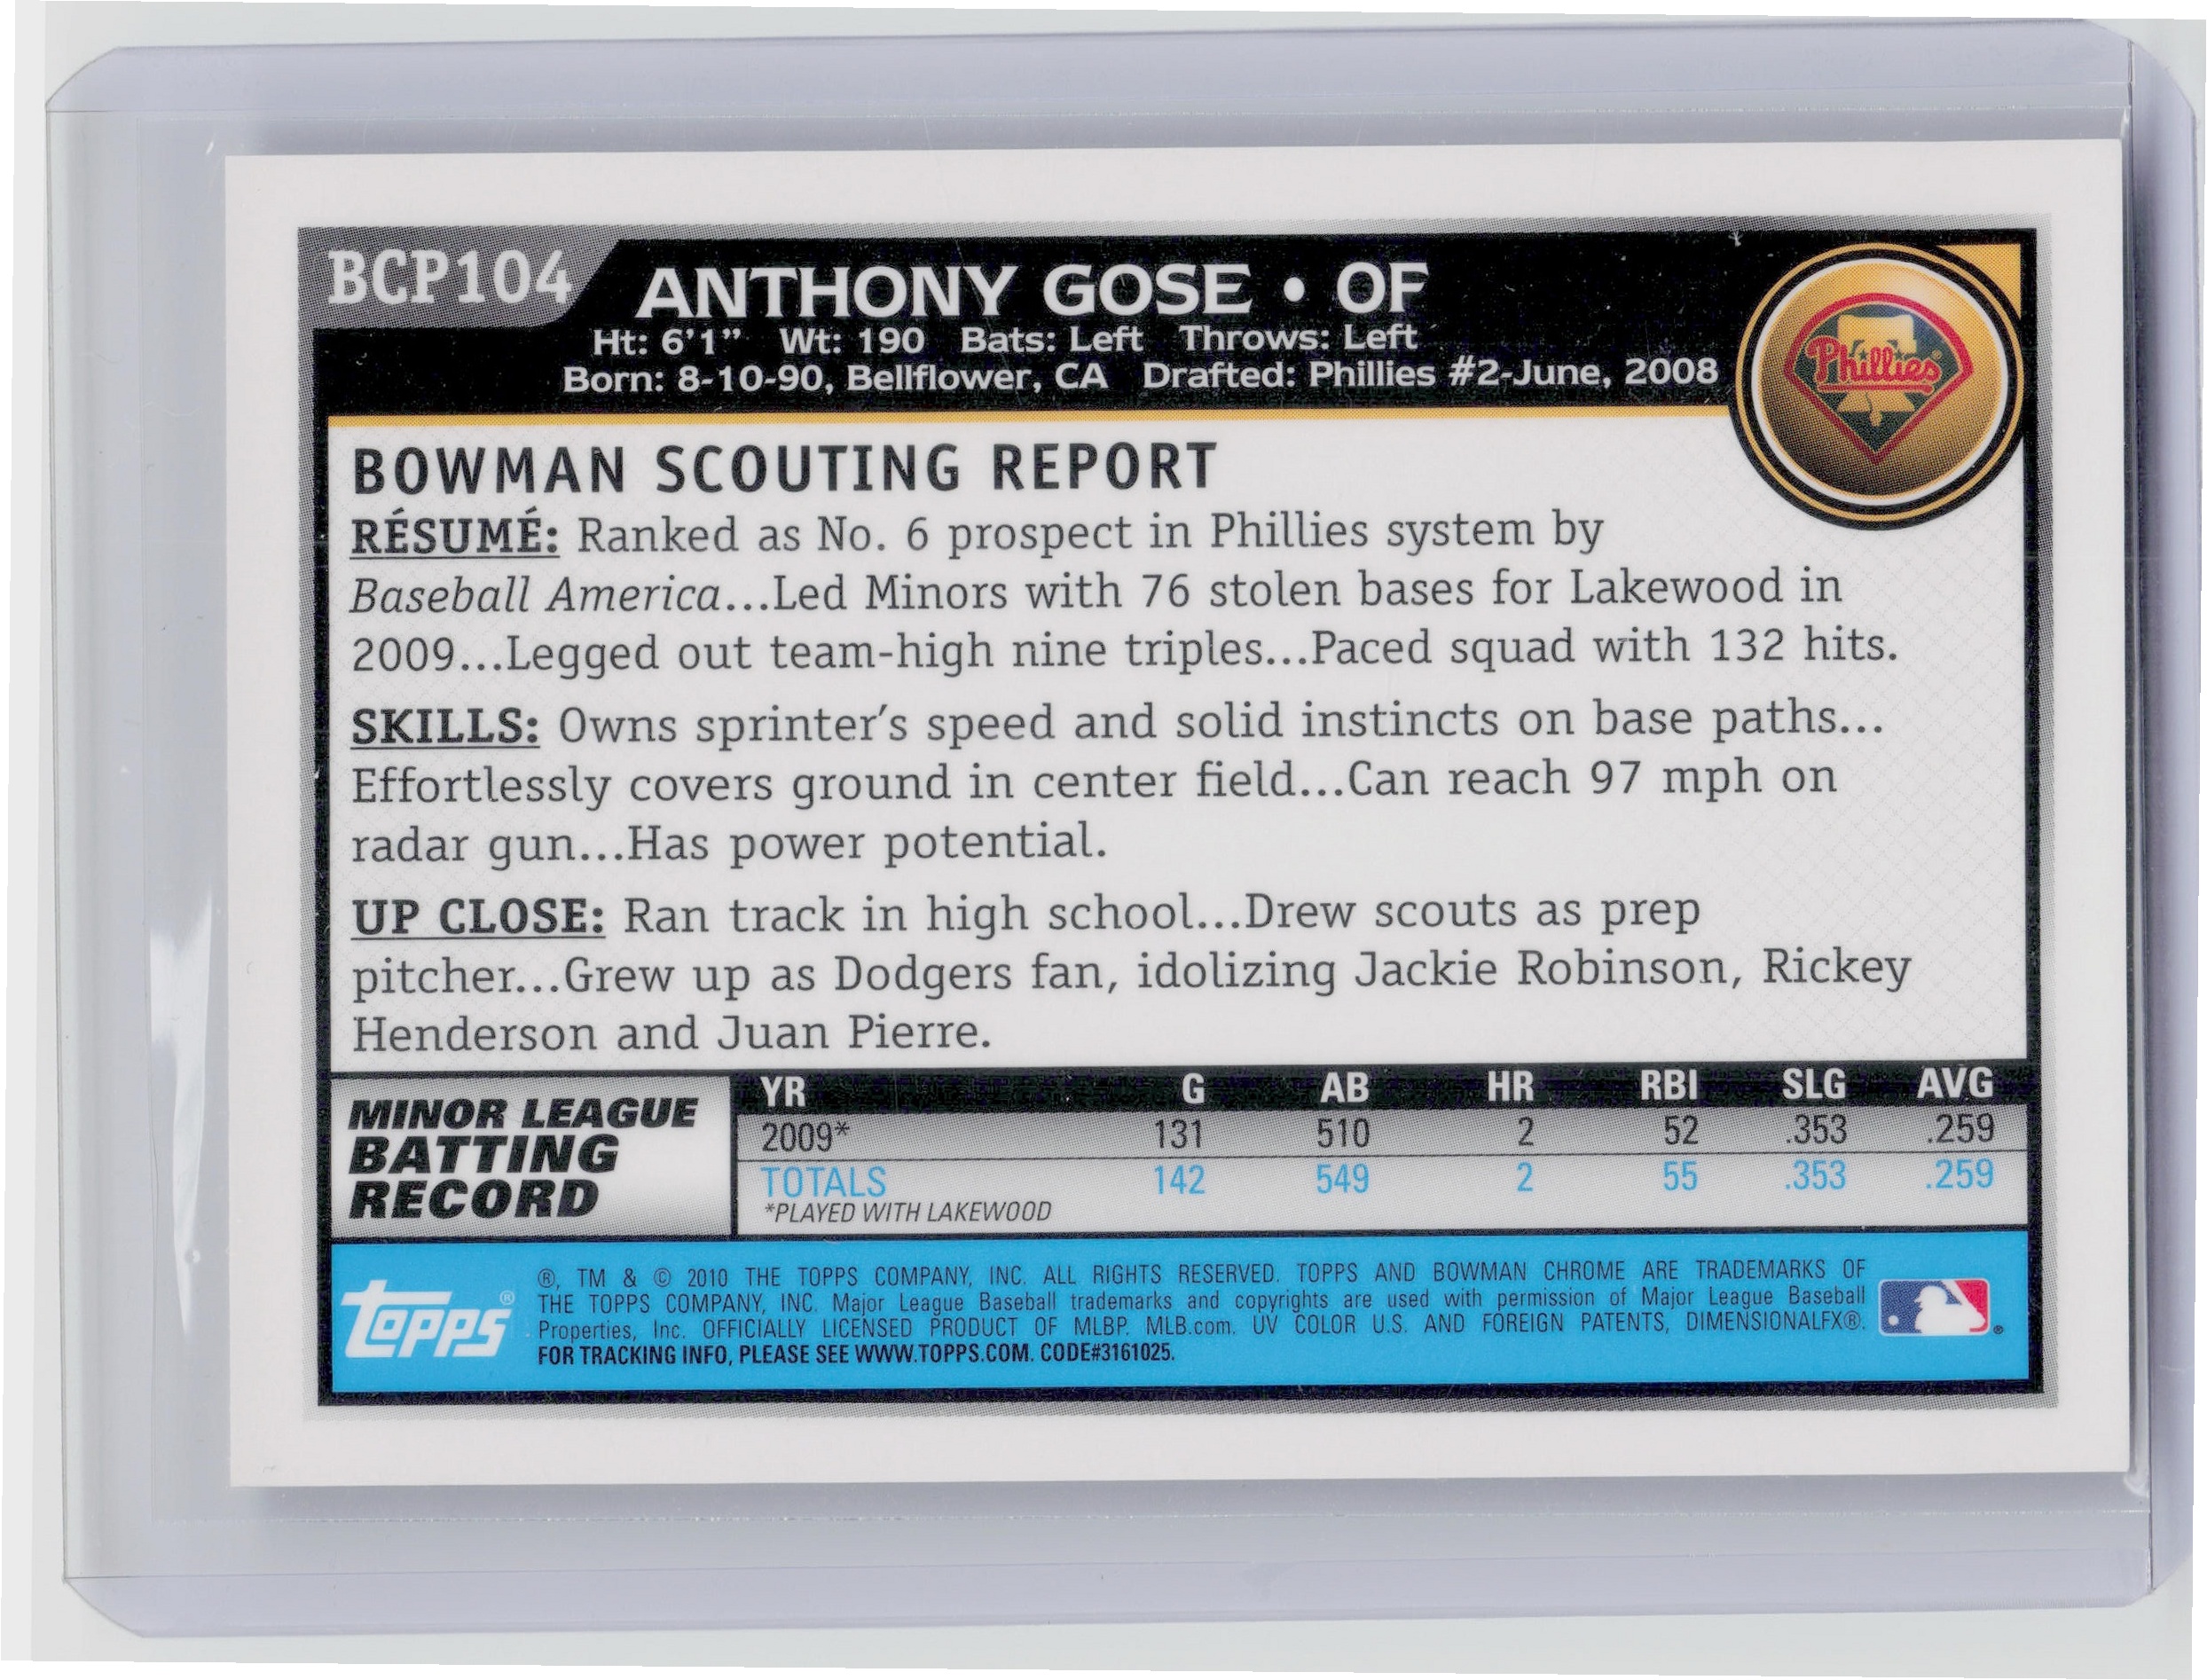 BCP104
ANTHONY GOSE • OF
Ht: 6'1” Wt: 190 Bats: Left Throws: Left
Born: 8-10-90, Bellflower, CA Drafted: Phillies #2-June, 2008
Phillies
BOWMAN SCOUTING REPORT
RÉSUMÉ: Ranked as No. 6 prospect in Phillies system by
Baseball America...Led Minors with 76 stolen bases for Lakewood in
2009...Legged out team-high nine triples...Paced squad with 132 hits.
SKILLS: Owns sprinter’s speed and solid instincts on base paths...
Effortlessly covers ground in center field...Can reach 97 mph on
radar gun...Has power potential.
UP CLOSE: Ran track in high school...Drew scouts as prep
pitcher...Grew up as Dodgers fan, idolizing Jackie Robinson, Rickey
Henderson and Juan Pierre.
MINOR LEAGUE
BATTING
RECORD
YR G AB HR RBI SLG AVG
2009* 131 510 2 52 .353 .259
TOTALS 142 549 2 55 .353 .259
*PLAYED WITH LAKEWOOD
TOPPS®
®, TM & © 2010 THE TOPPS COMPANY, INC. ALL RIGHTS RESERVED. TOPPS AND BOWMAN CHROME ARE TRADEMARKS OF
THE TOPPS COMPANY, INC. Major League Baseball trademarks and copyrights are used with permission of Major League Baseball
Properties, Inc. OFFICIALLY LICENSED PRODUCT OF MLBP. MLB.com. UV COLOR U.S. AND FOREIGN PATENTS, DIMENSIONALFX®.
FOR TRACKING INFO, PLEASE SEE WWW.TOPPS.COM. CODE#3161025.